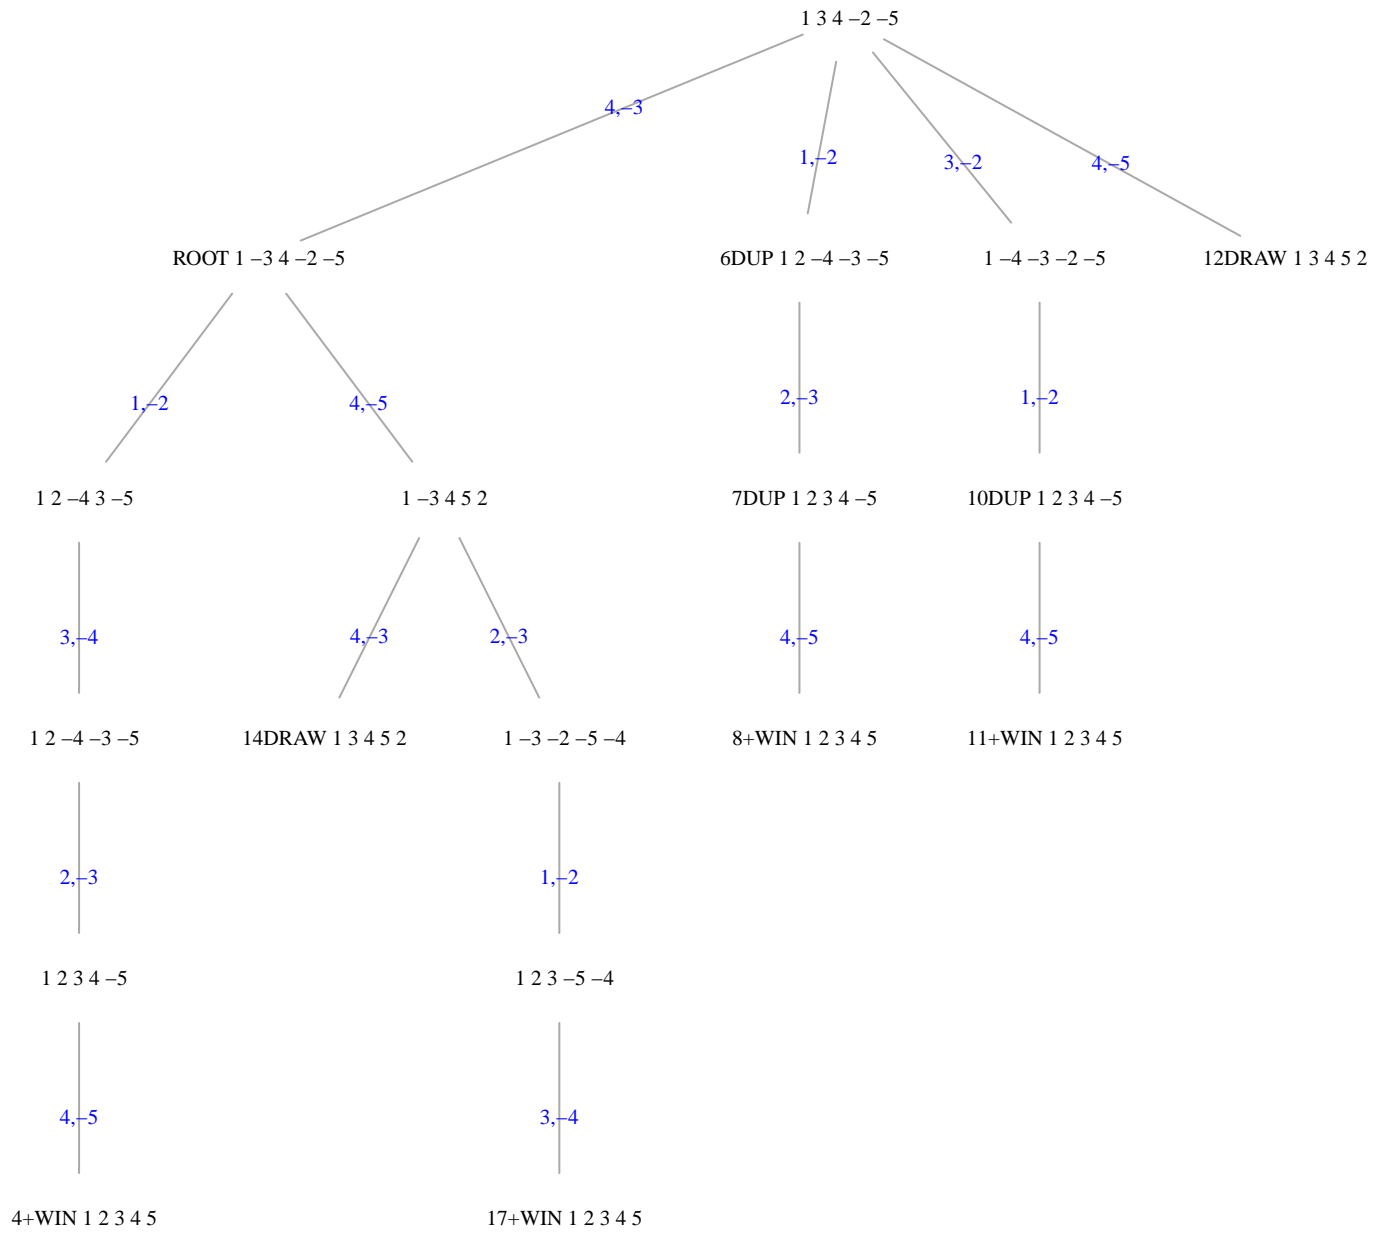 1 3 4 –2 –5
4,–3
1,–2
3,–2
4,–5
ROOT 1 –3 4 –2 –5
6DUP 1 2 –4 –3 –5
1 –4 –3 –2 –5
12DRAW 1 3 4 5 2
1,–2
4,–5
2,–3
1,–2
1 2 –4 3 –5
1 –3 4 5 2
7DUP 1 2 3 4 –5
10DUP 1 2 3 4 –5
3,–4
4,–3
2,–3
4,–5
4,–5
1 2 –4 –3 –5
14DRAW 1 3 4 5 2
1 –3 –2 –5 –4
8+WIN 1 2 3 4 5
11+WIN 1 2 3 4 5
2,–3
1,–2
1 2 3 4 –5
1 2 3 –5 –4
4,–5
3,–4
4+WIN 1 2 3 4 5
17+WIN 1 2 3 4 5